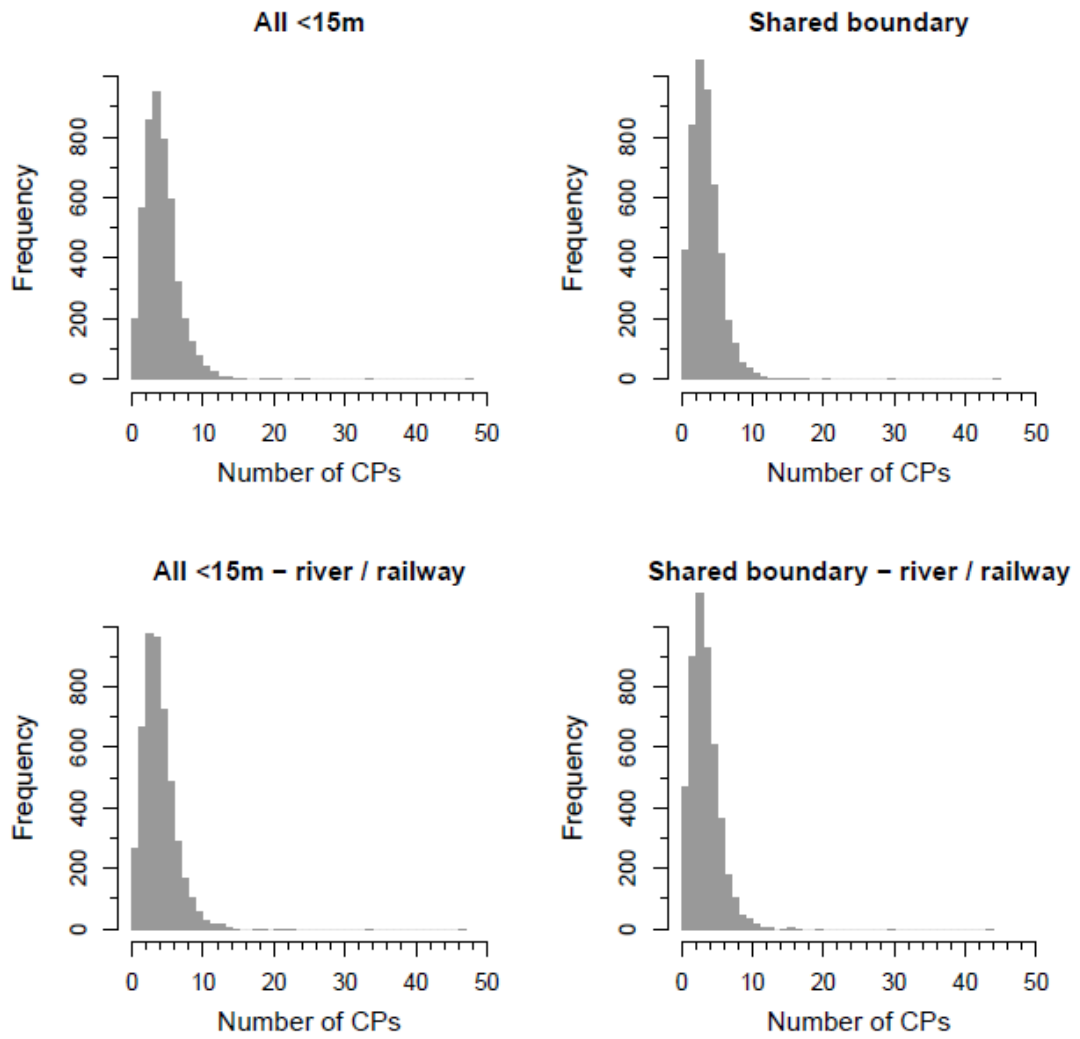 All <15m
Frequency
0 200 400 600 800
0 10 20 30 40 50
Number of CPs
Shared boundary
Frequency
0 200 400 600 800
0 10 20 30 40 50
Number of CPs
All <15m − river / railway
Frequency
0 200 400 600 800
0 10 20 30 40 50
Number of CPs
Shared boundary − river / railway
Frequency
0 200 400 600 800
0 10 20 30 40 50
Number of CPs